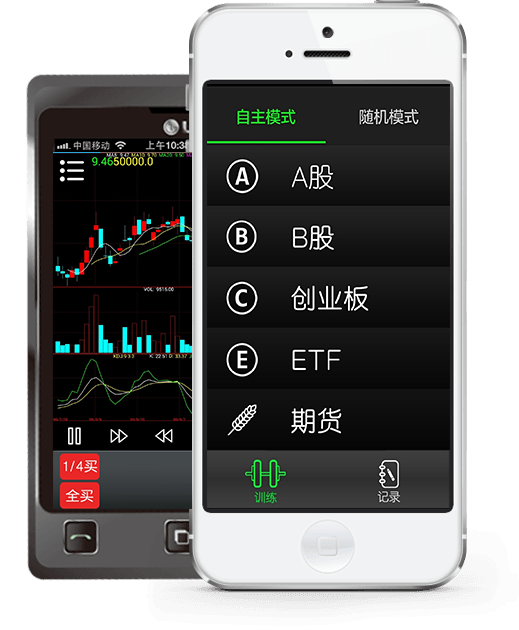 中国移动
上午10:3
9.4650000.0
VOL: 9515.00
1/4买
全买
自主模式
随机模式
A
A股
B
B股
C
创业板
E
ETF
期货
训练
记录